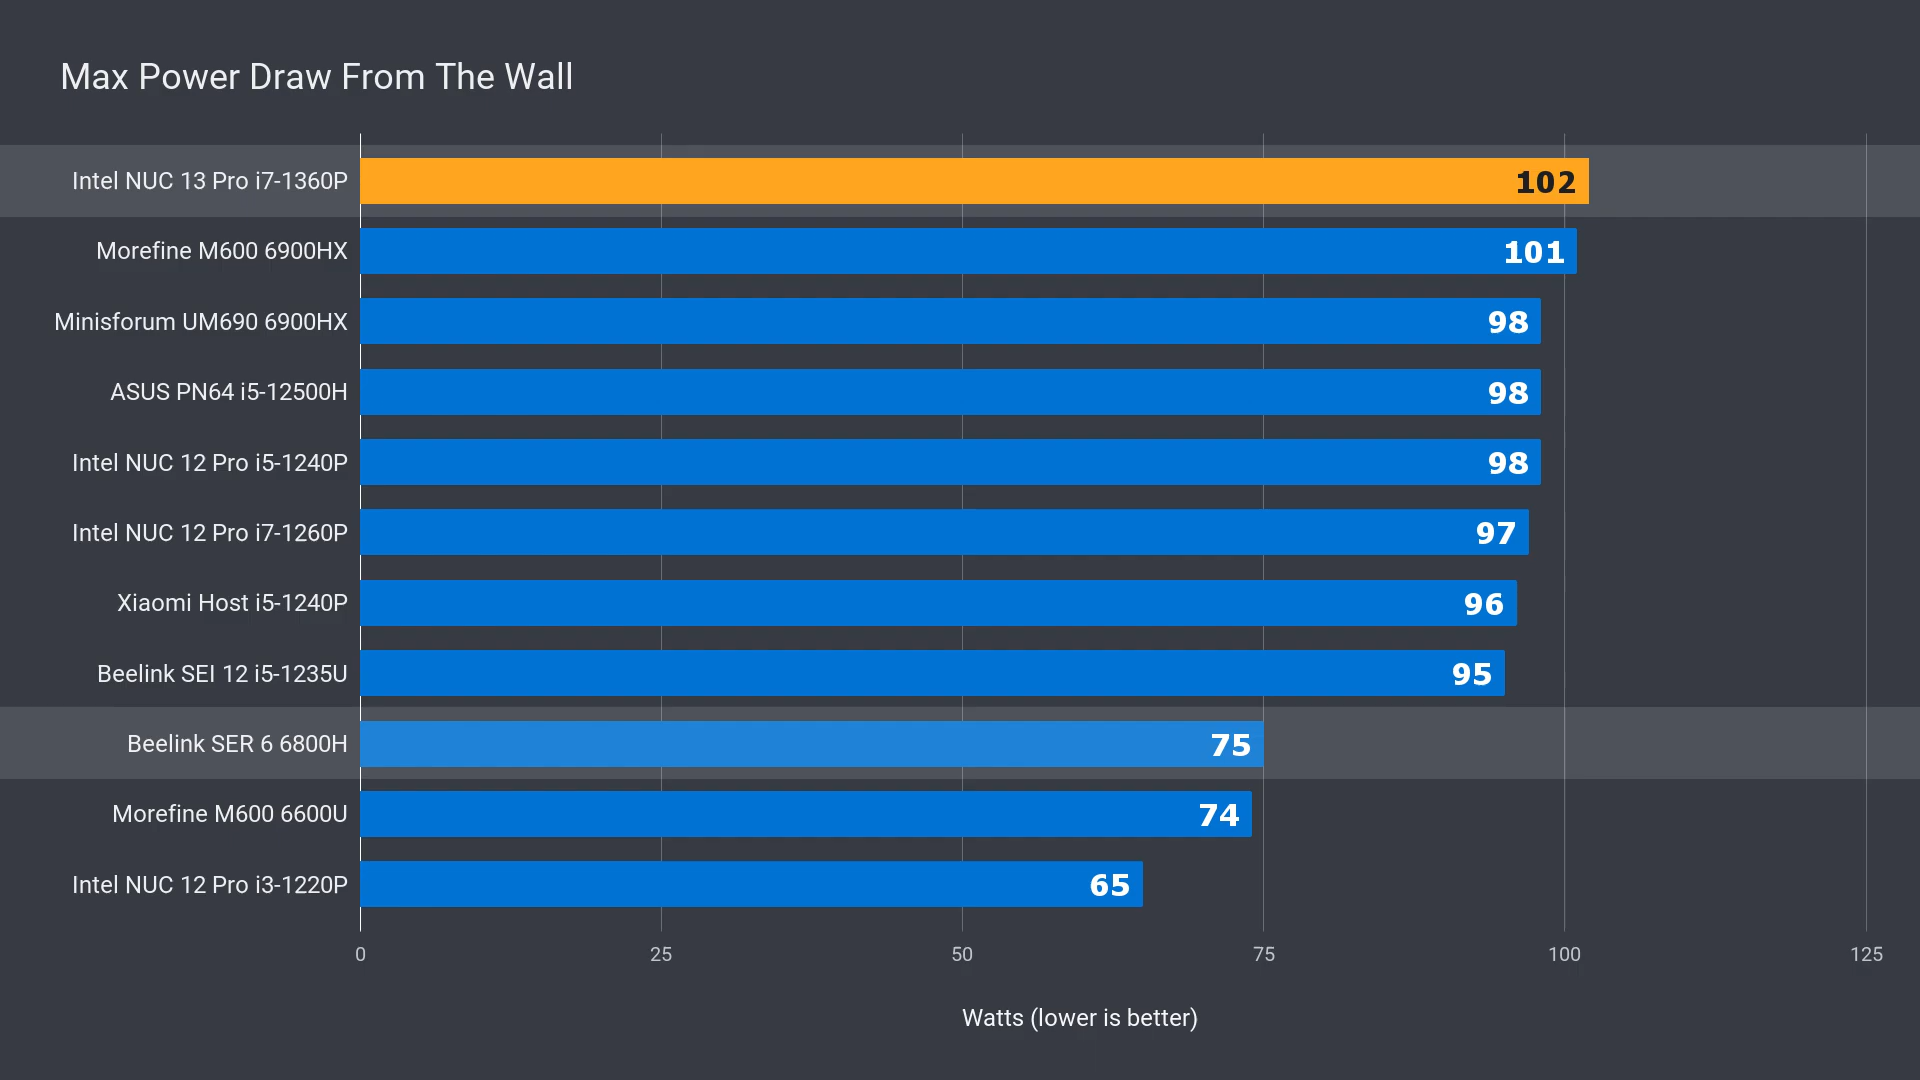 Max Power Draw From The Wall
Intel NUC 13 Pro i7-1360P 102
Morefine M600 6900HX 101
Minisforum UM690 6900HX 98
ASUS PN64 i5-12500H 98
Intel NUC 12 Pro i5-1240P 98
Intel NUC 12 Pro i7-1260P 97
Xiaomi Host i5-1240P 96
Beelink SEI 12 i5-1235U 95
Beelink SER 6 6800H 75
Morefine M600 6600U 74
Intel NUC 12 Pro i3-1220P 65
0 25 50 75 100 125
Watts (lower is better)